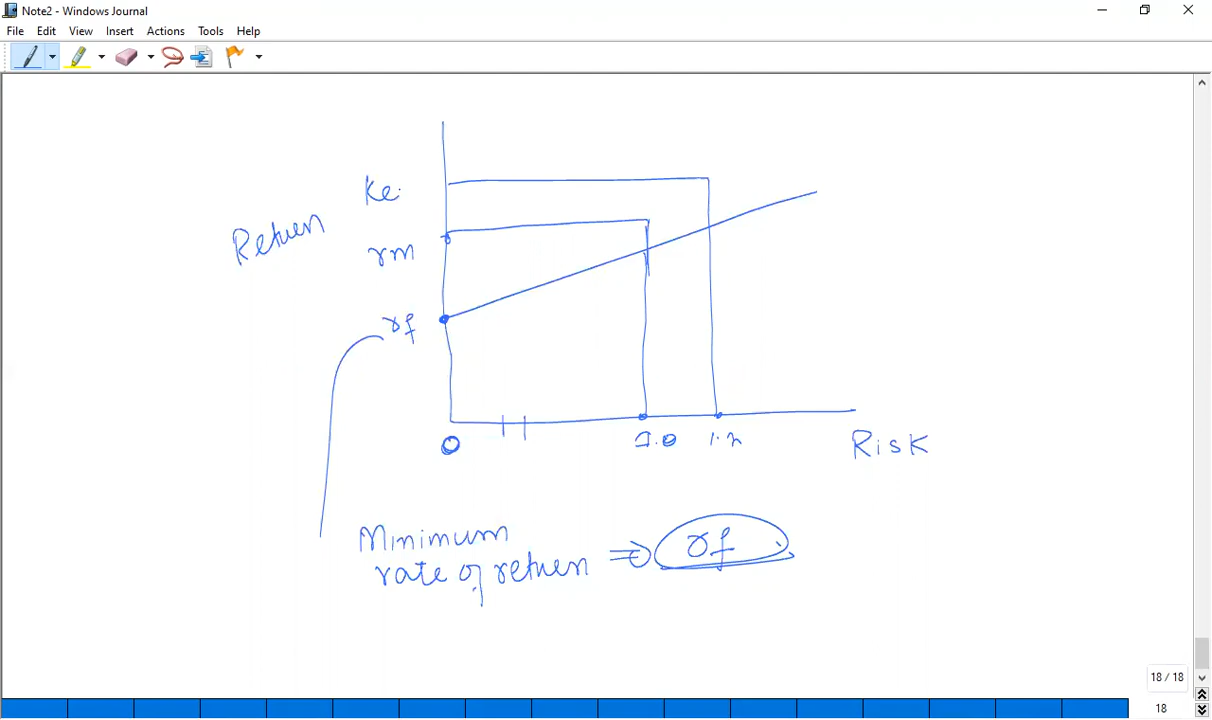 Note2 - Windows Journal
File Edit View Insert Actions Tools Help
Ke
Return
rm
rf
0
1.0
1.2
Risk
Minimum
rate of return ⇒ rf
18 / 18
18